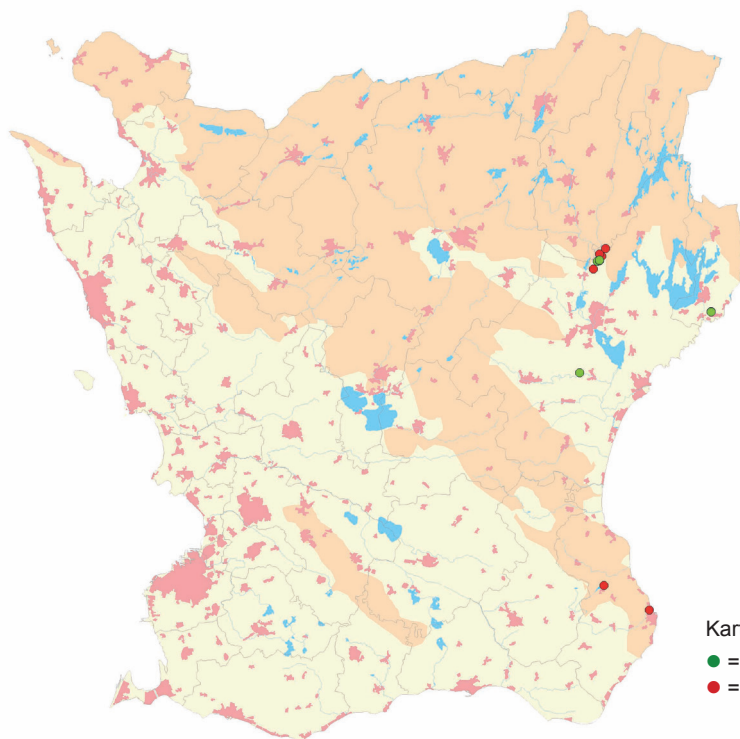 Kar
=
=